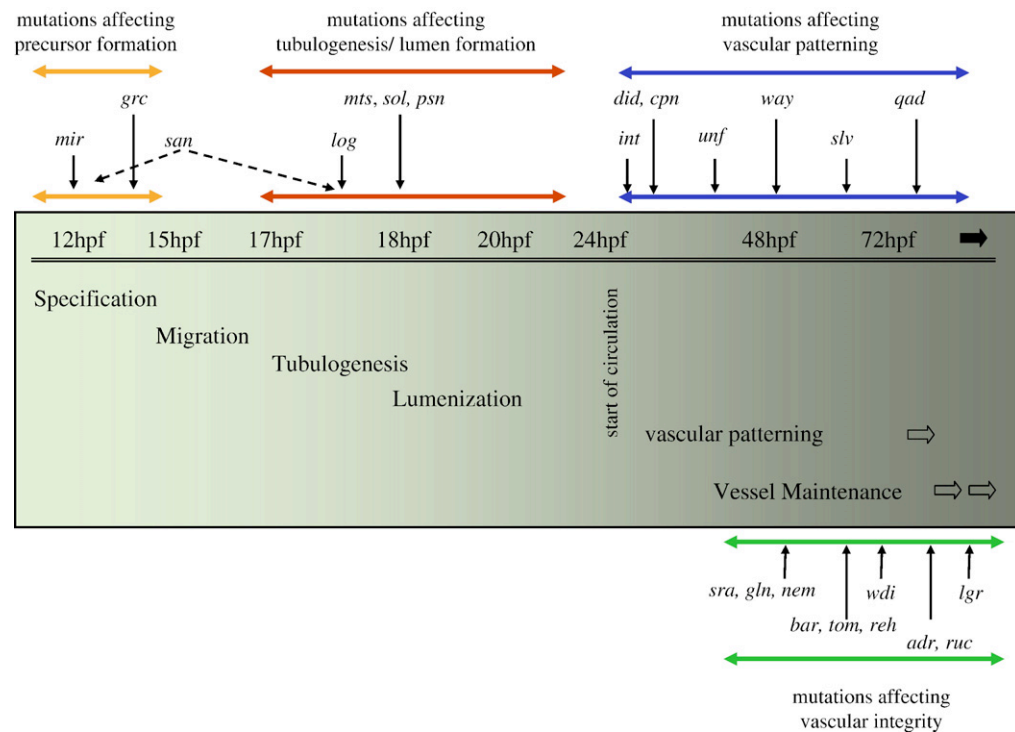 mutations affecting
precursor formation
mutations affecting
tubulogenesis/ lumen formation
mutations affecting
vascular patterning
grc
mts, sol, psn
did, cpn
way
qad
mir
san
log
int
unf
slv
12hpf
15hpf
17hpf
18hpf
20hpf
24hpf
48hpf
72hpf
Specification
Migration
Tubulogenesis
Lumenization
start of circulation
vascular patterning
Vessel Maintenance
sra, gln, nem
wdi
lgr
bar, tom, reh
adr, ruc
mutations affecting
vascular integrity